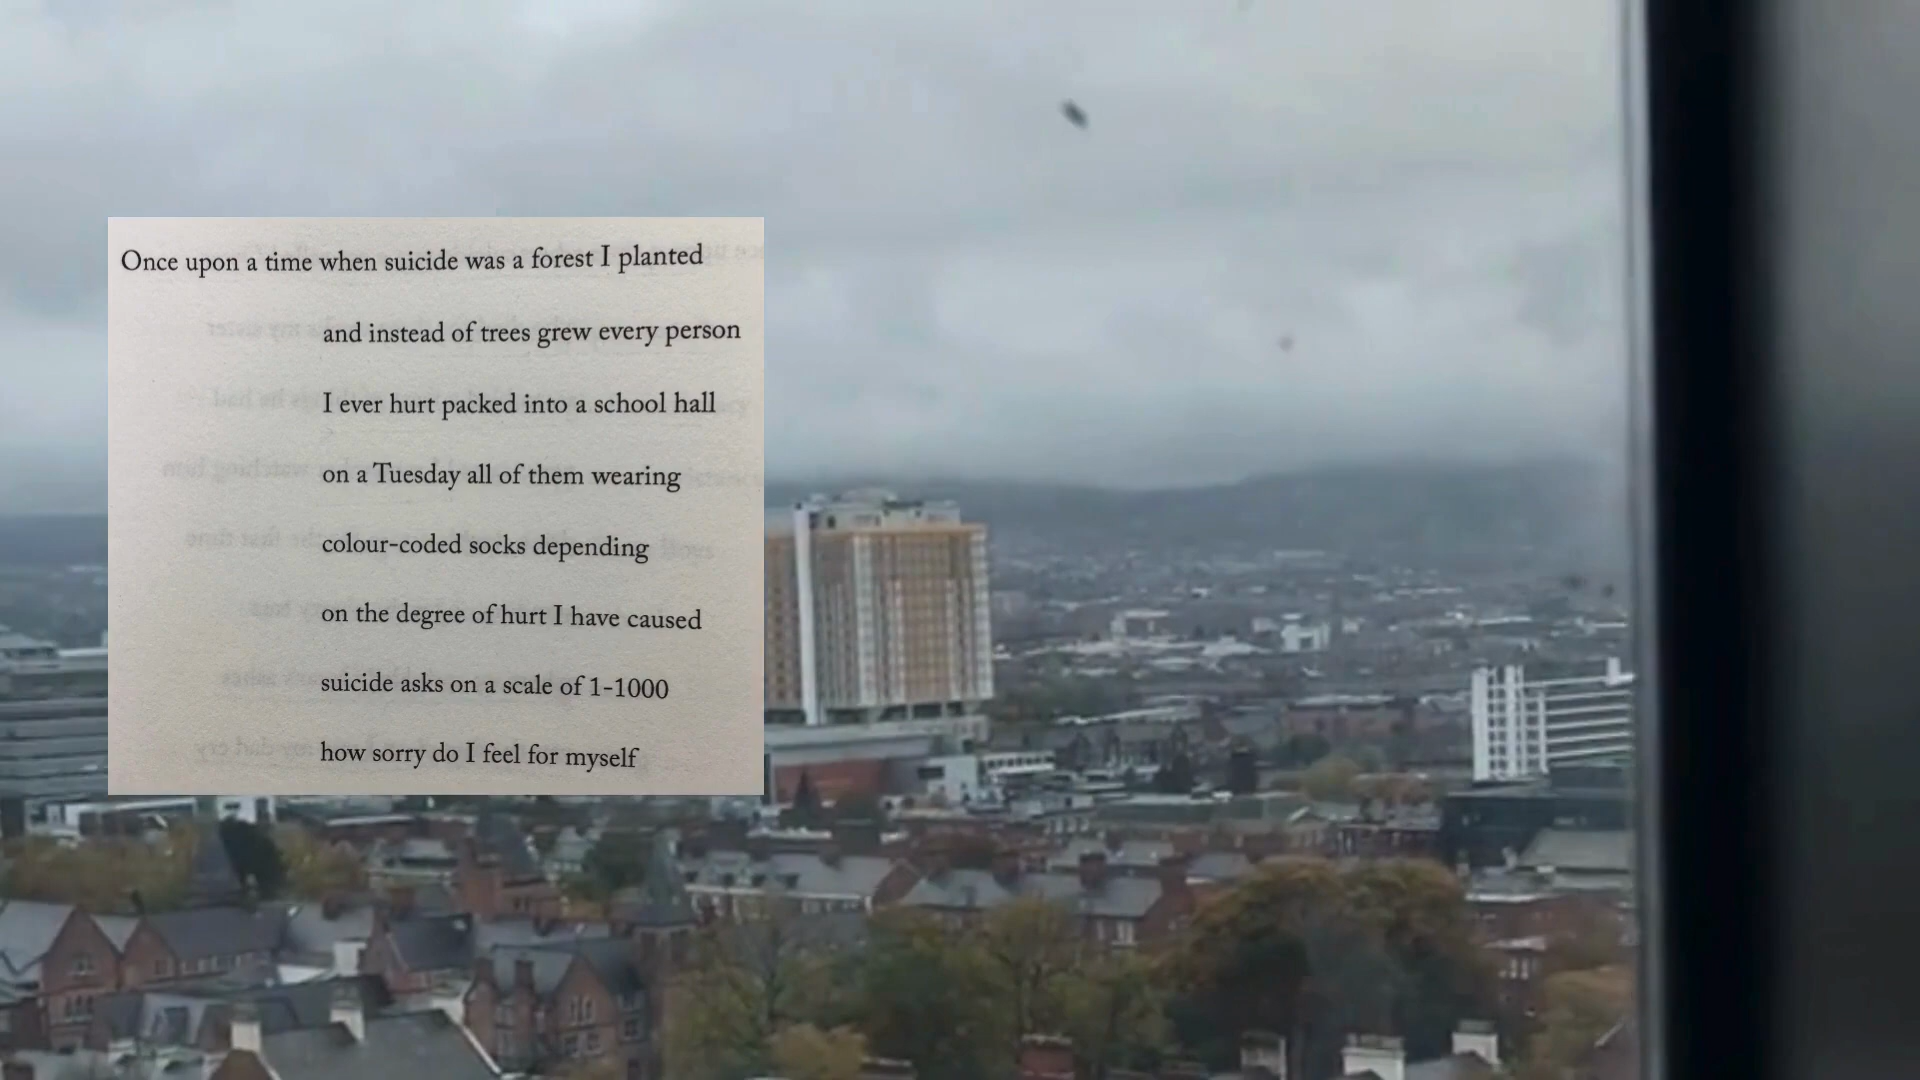 Once upon a time when suicide was a forest I planted
and instead of trees grew every person
I ever hurt packed into a school hall
on a Tuesday all of them wearing
colour-coded socks depending
on the degree of hurt I have caused
suicide asks on a scale of 1-1000
how sorry do I feel for myself